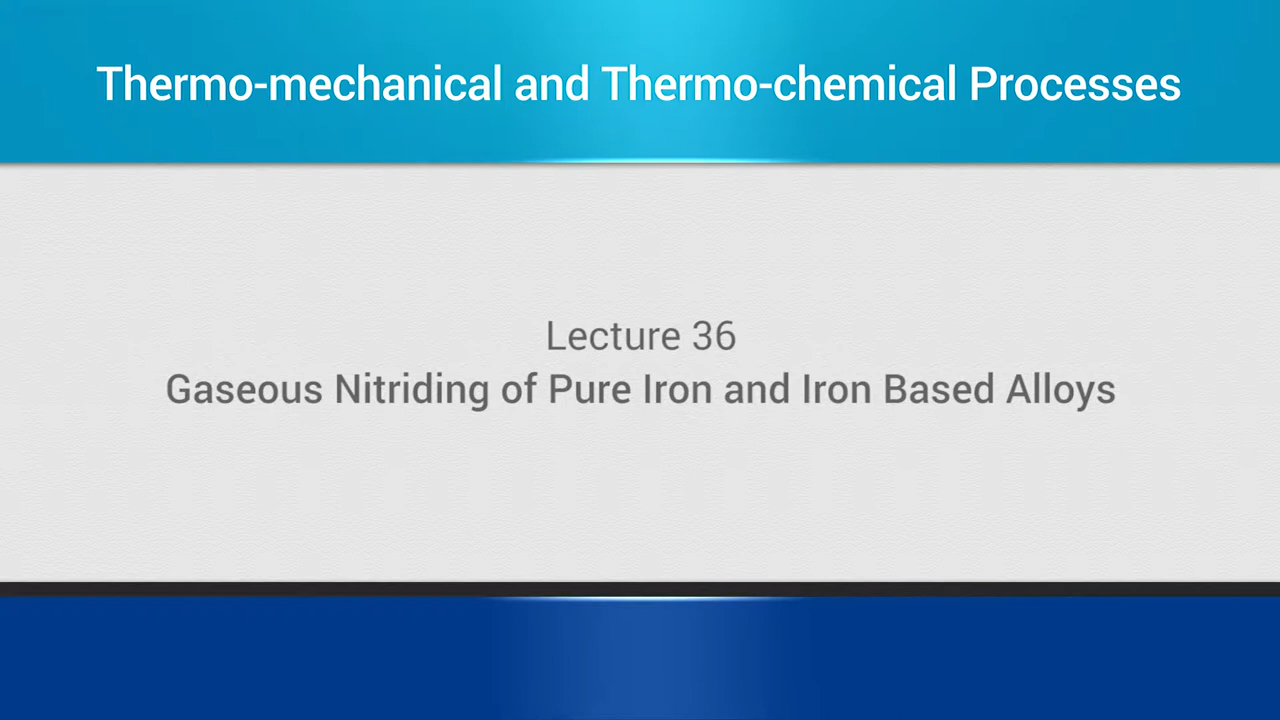 Thermo-mechanical and Thermo-chemical Processes
Lecture 36
Gaseous Nitriding of Pure Iron and Iron Based Alloys